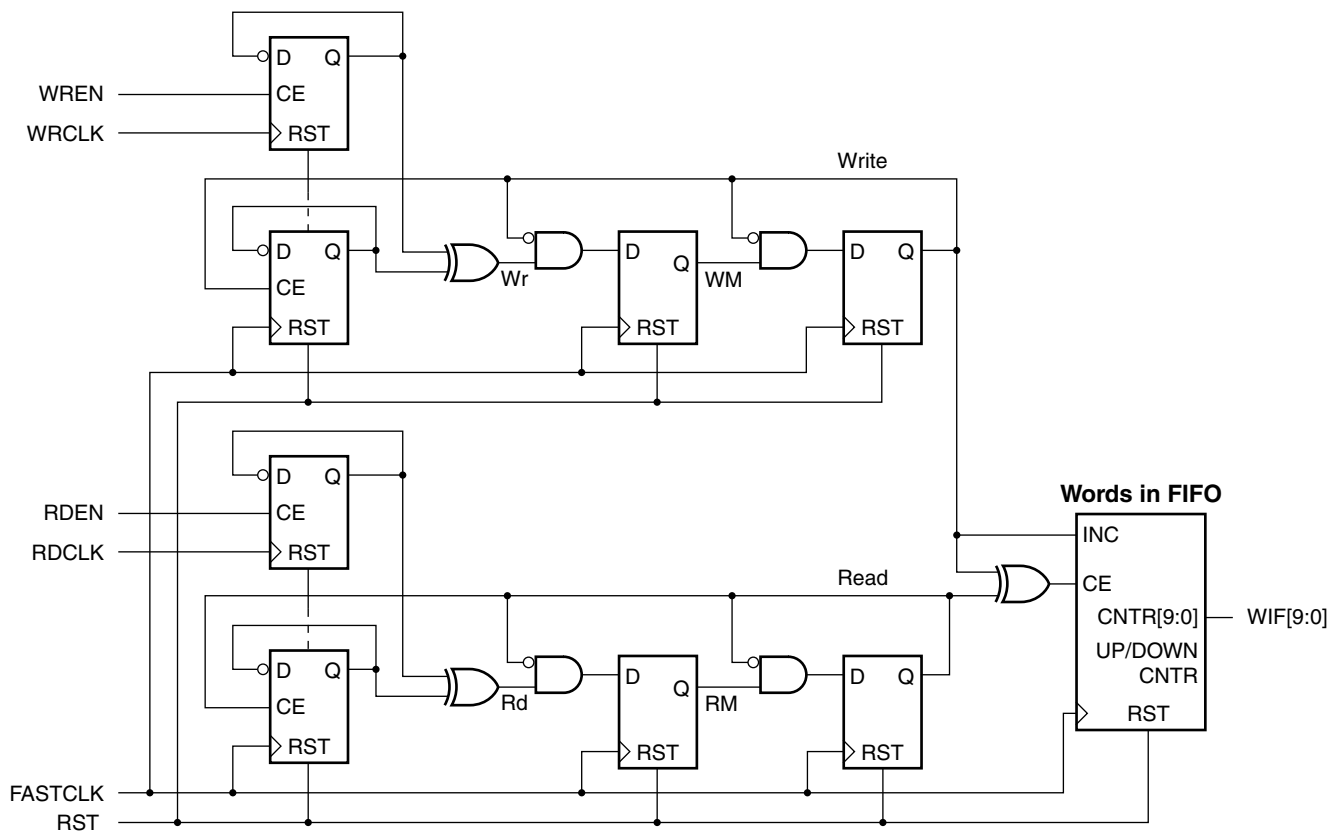 D Q
WREN
CE
WRCLK
RST
Write
D Q
CE
RST
Wr
D
Q
RST
WM
D Q
RST
D Q
RDEN
CE
RDCLK
RST
Words in FIFO
INC
CE
CNTR[9:0]
UP/DOWN
CNTR
RST
WIF[9:0]
Read
D Q
CE
RST
Rd
D
Q
RST
RM
D Q
RST
FASTCLK
RST